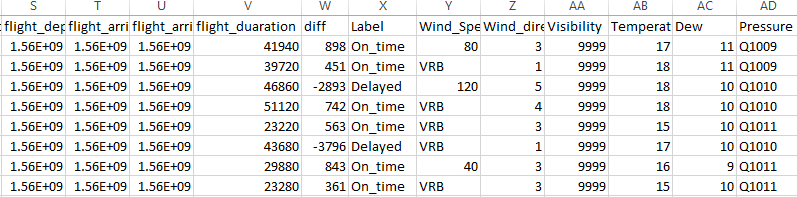 S T U V W X Y Z AA AB AC AD
flight_dep flight_arri flight_arri flight_duaration diff Label Wind_Spe Wind_dire Visibility Temperat Dew Pressure
1.56E+09 1.56E+09 1.56E+09 41940 898 On_time 80 3 9999 17 11 Q1009
1.56E+09 1.56E+09 1.56E+09 39720 451 On_time VRB 1 9999 18 11 Q1009
1.56E+09 1.56E+09 1.56E+09 46860 -2893 Delayed 120 5 9999 18 10 Q1010
1.56E+09 1.56E+09 1.56E+09 51120 742 On_time VRB 4 9999 18 10 Q1010
1.56E+09 1.56E+09 1.56E+09 23220 563 On_time VRB 3 9999 15 10 Q1011
1.56E+09 1.56E+09 1.56E+09 43680 -3796 Delayed VRB 1 9999 17 10 Q1010
1.56E+09 1.56E+09 1.56E+09 29880 843 On_time 40 3 9999 16 9 Q1011
1.56E+09 1.56E+09 1.56E+09 23280 361 On_time VRB 3 9999 15 10 Q1011